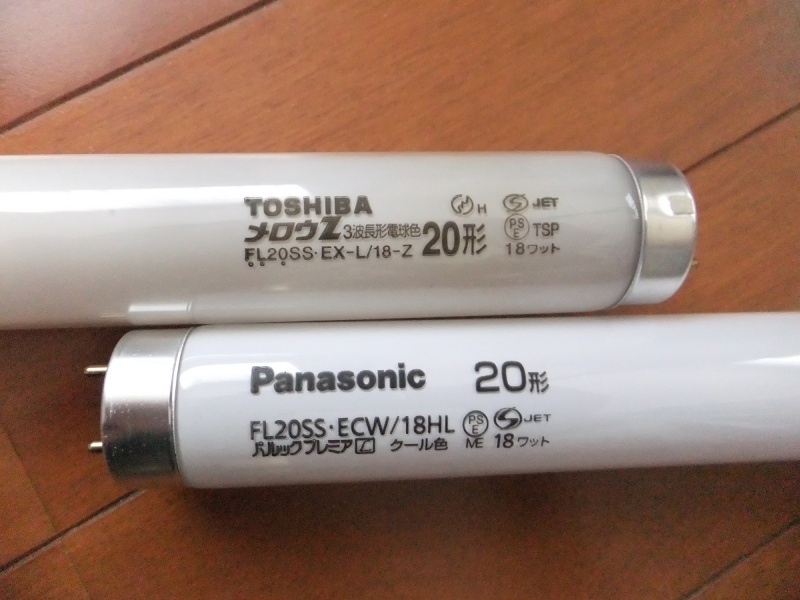 TOSHIBA H JET
メロウZ 3波長形電球色 20形 PSE TSP
FL20SS·EX-L/18-Z 18ワット
Panasonic 20形
FL20SS·ECW/18HL PSE JET
パルックプレミアL クール色 ME 18ワット